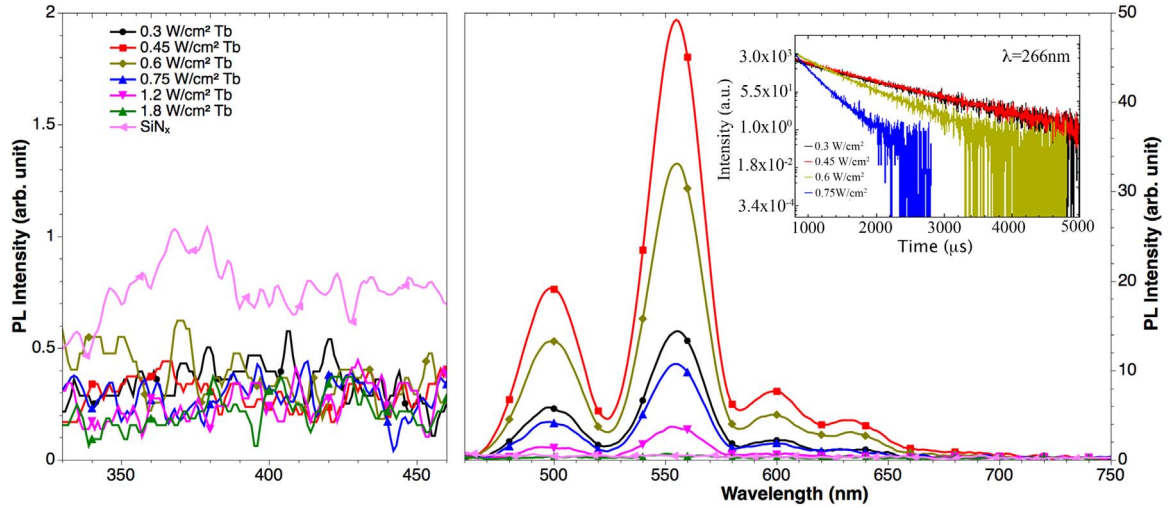 0.3 W/cm² Tb
0.45 W/cm² Tb
0.6 W/cm² Tb
0.75 W/cm² Tb
1.2 W/cm² Tb
1.8 W/cm² Tb
SiNₓ
PL Intensity (arb. unit)
2
1.5
1
0.5
0
350
400
450
500
550
600
650
700
750
Wavelength (nm)
50
40
30
20
10
0
PL Intensity (arb. unit)
λ=266nm
Intensity (a.u.)
3.0x10³
5.5x10¹
1.0x10⁰
1.8x10⁻²
3.4x10⁻⁴
0.3 W/cm²
0.45 W/cm²
0.6 W/cm²
0.75W/cm²
1000
2000
3000
4000
5000
Time (μs)